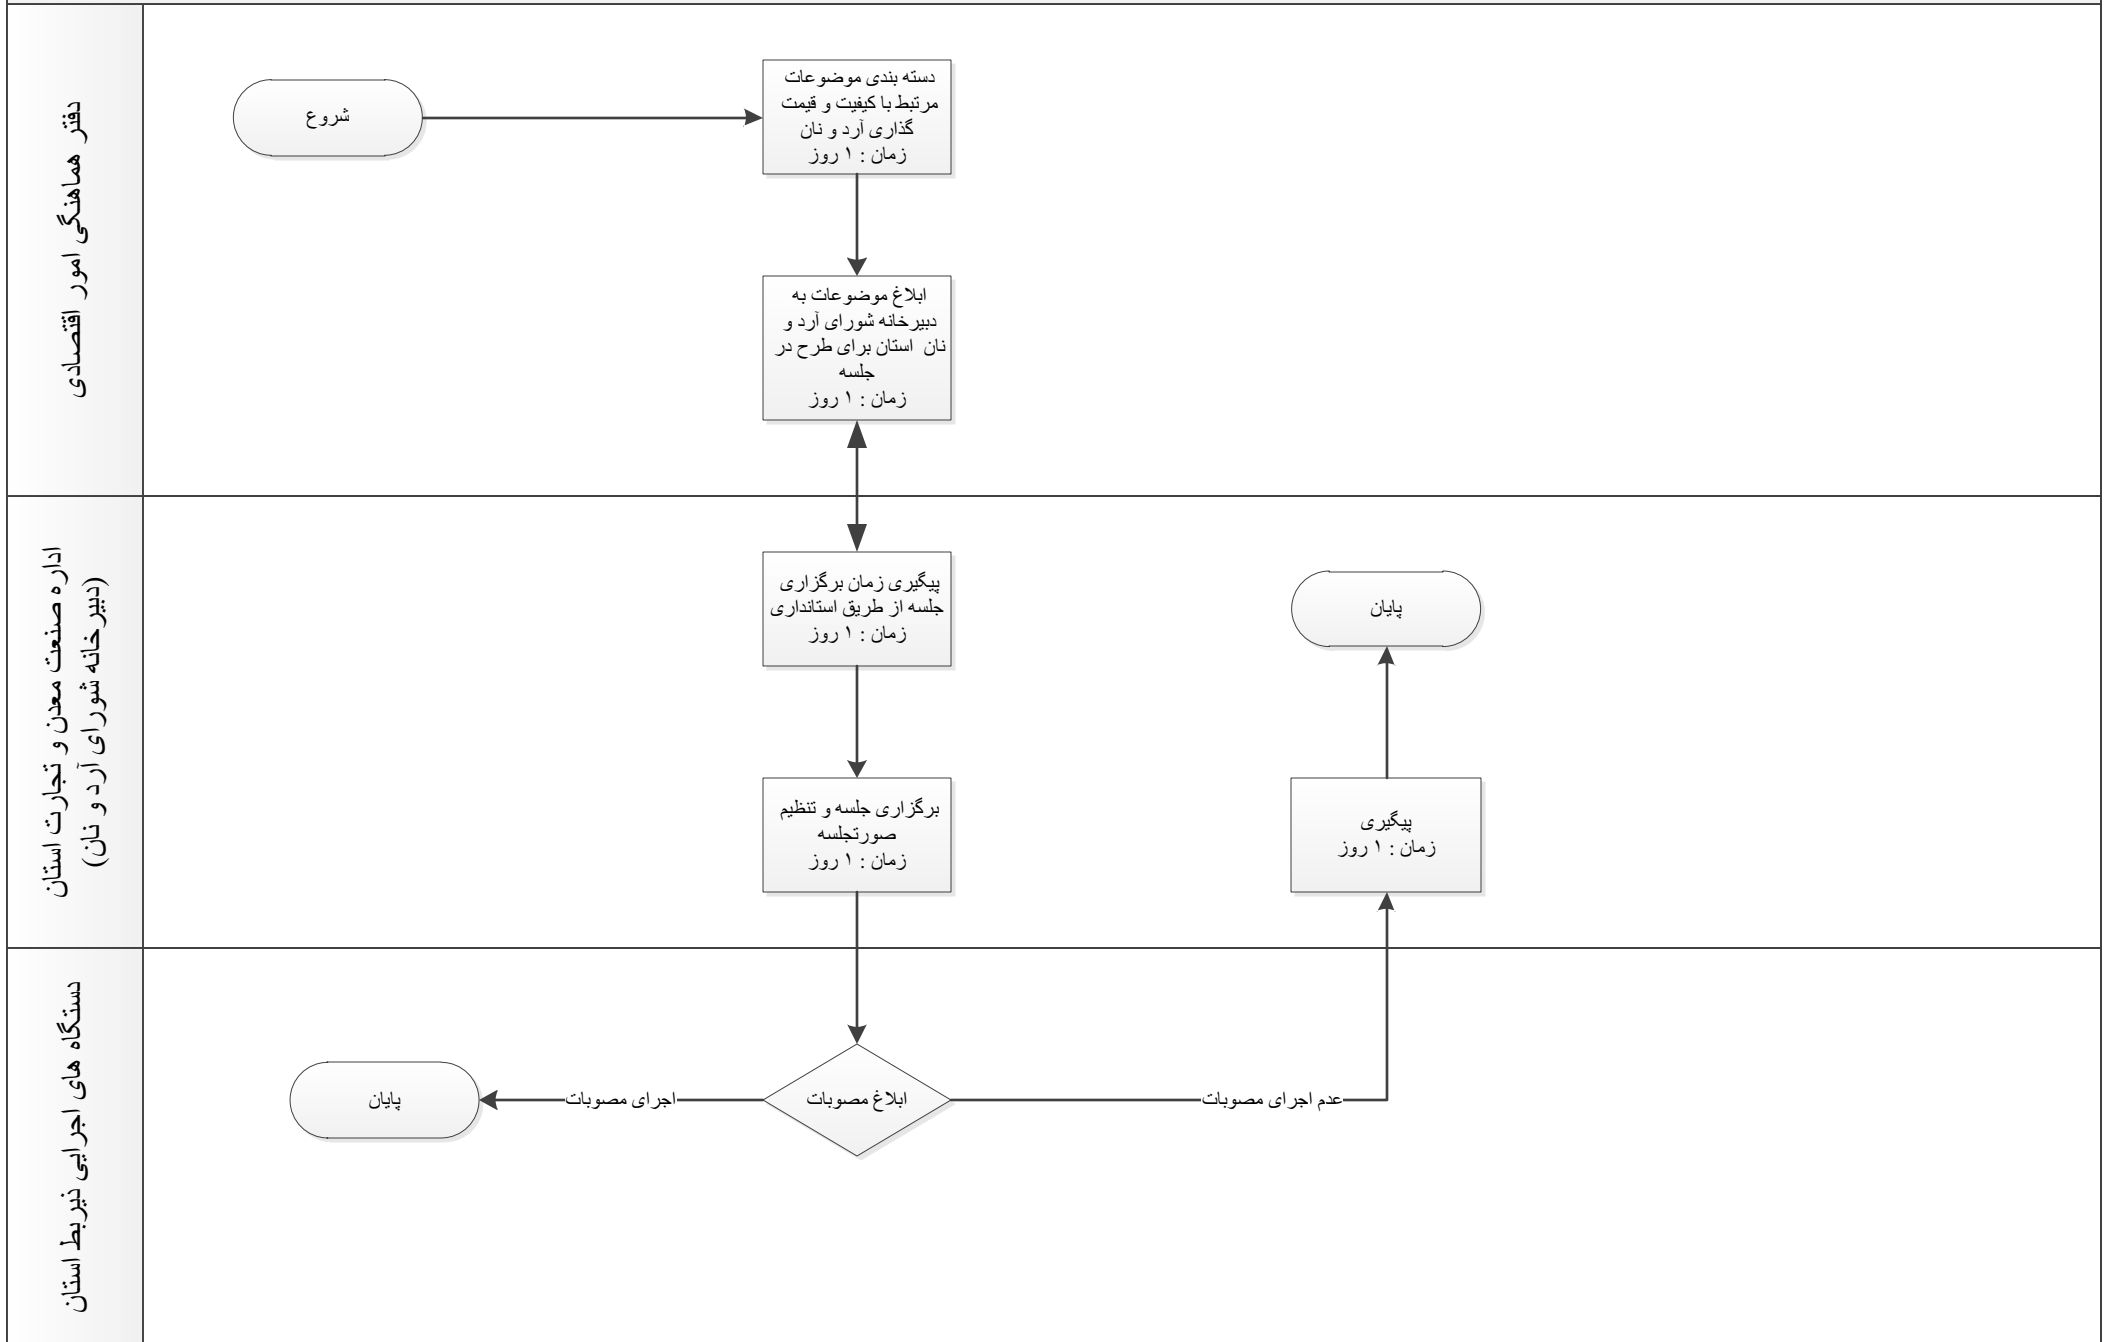 دفتر هماهنگی امور اقتصادی
شروع
دسته بندی موضوعات
مرتبط با کیفیت و قیمت
گذاری آرد و نان
زمان : ۱ روز
ابلاغ موضوعات به
دبیرخانه شورای آرد و
نان استان برای طرح در
جلسه
زمان : ۱ روز
اداره صنعت معدن و تجارت استان
(دبیرخانه شورای آرد و نان)
پیگیری زمان برگزاری
جلسه از طریق استانداری
زمان : ۱ روز
پایان
برگزاری جلسه و تنظیم
صورتجلسه
زمان : ۱ روز
پیگیری
زمان : ۱ روز
دستگاه های اجرایی ذیربط استان
پایان
اجرای مصوبات
ابلاغ مصوبات
عدم اجرای مصوبات